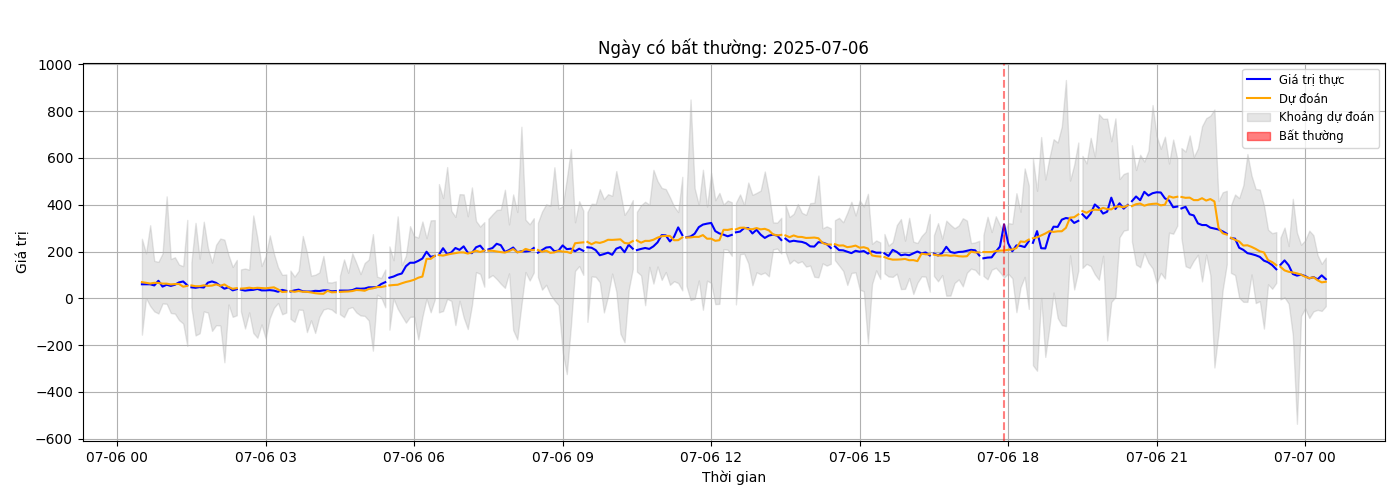 Ngày có bất thường: 2025-07-06
Giá trị
1000
800
600
400
200
0
−200
−400
−600
Giá trị thực
Dự đoán
Khoảng dự đoán
Bất thường
07-06 00 07-06 03 07-06 06 07-06 09 07-06 12 07-06 15 07-06 18 07-06 21 07-07 00
Thời gian